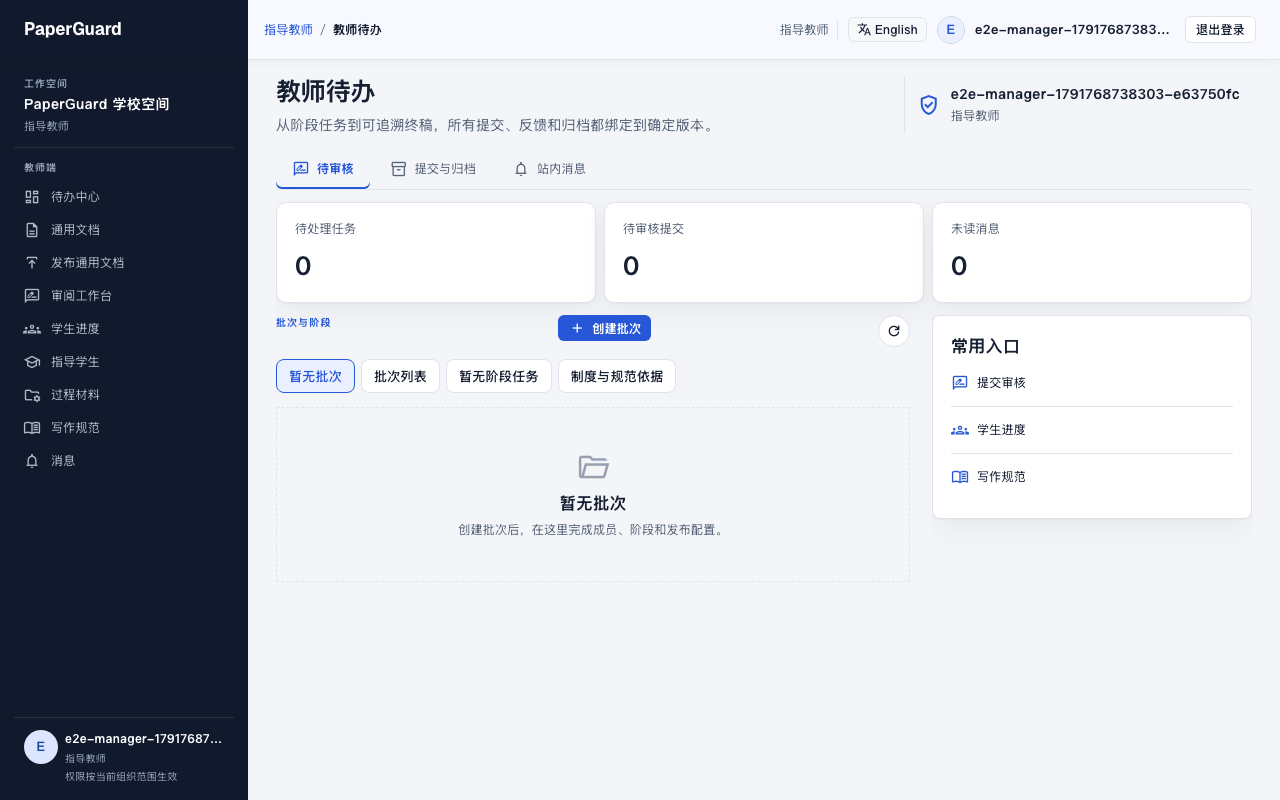 PaperGuard
工作空间
PaperGuard 学校空间
指导教师
教师端
待办中心
通用文档
发布通用文档
审阅工作台
学生进度
指导学生
过程材料
写作规范
消息
E
e2e-manager-17917687...
指导教师
权限按当前组织范围生效
指导教师 / 教师待办
指导教师
English
E
e2e-manager-17917687383...
退出登录
教师待办
从阶段任务到可追溯终稿，所有提交、反馈和归档都绑定到确定版本。
e2e-manager-1791768738303-e63750fc
指导教师
待审核
提交与归档
站内消息
待处理任务
0
待审核提交
0
未读消息
0
批次与阶段
创建批次
暂无批次
批次列表
暂无阶段任务
制度与规范依据
暂无批次
创建批次后，在这里完成成员、阶段和发布配置。
常用入口
提交审核
学生进度
写作规范